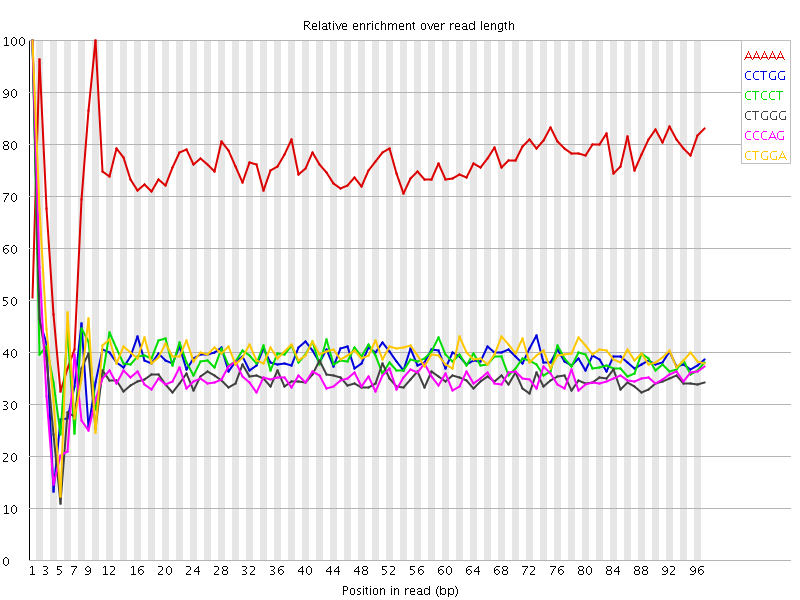 Relative enrichment over read length
100
90
80
70
60
50
40
30
20
10
0
AAAAA
CCTGG
CTCCT
CTGGG
CCCAG
CTGGA
1 3 5 7 9 12 16 20 24 28 32 36 40 44 48 52 56 60 64 68 72 76 80 84 88 92 96
Position in read (bp)